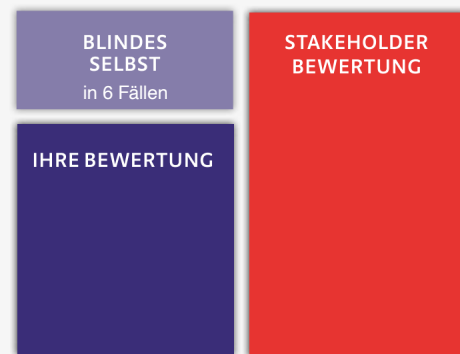 BLINDES
SELBST
in 6 Fällen
IHRE BEWERTUNG
STAKEHOLDER
BEWERTUNG